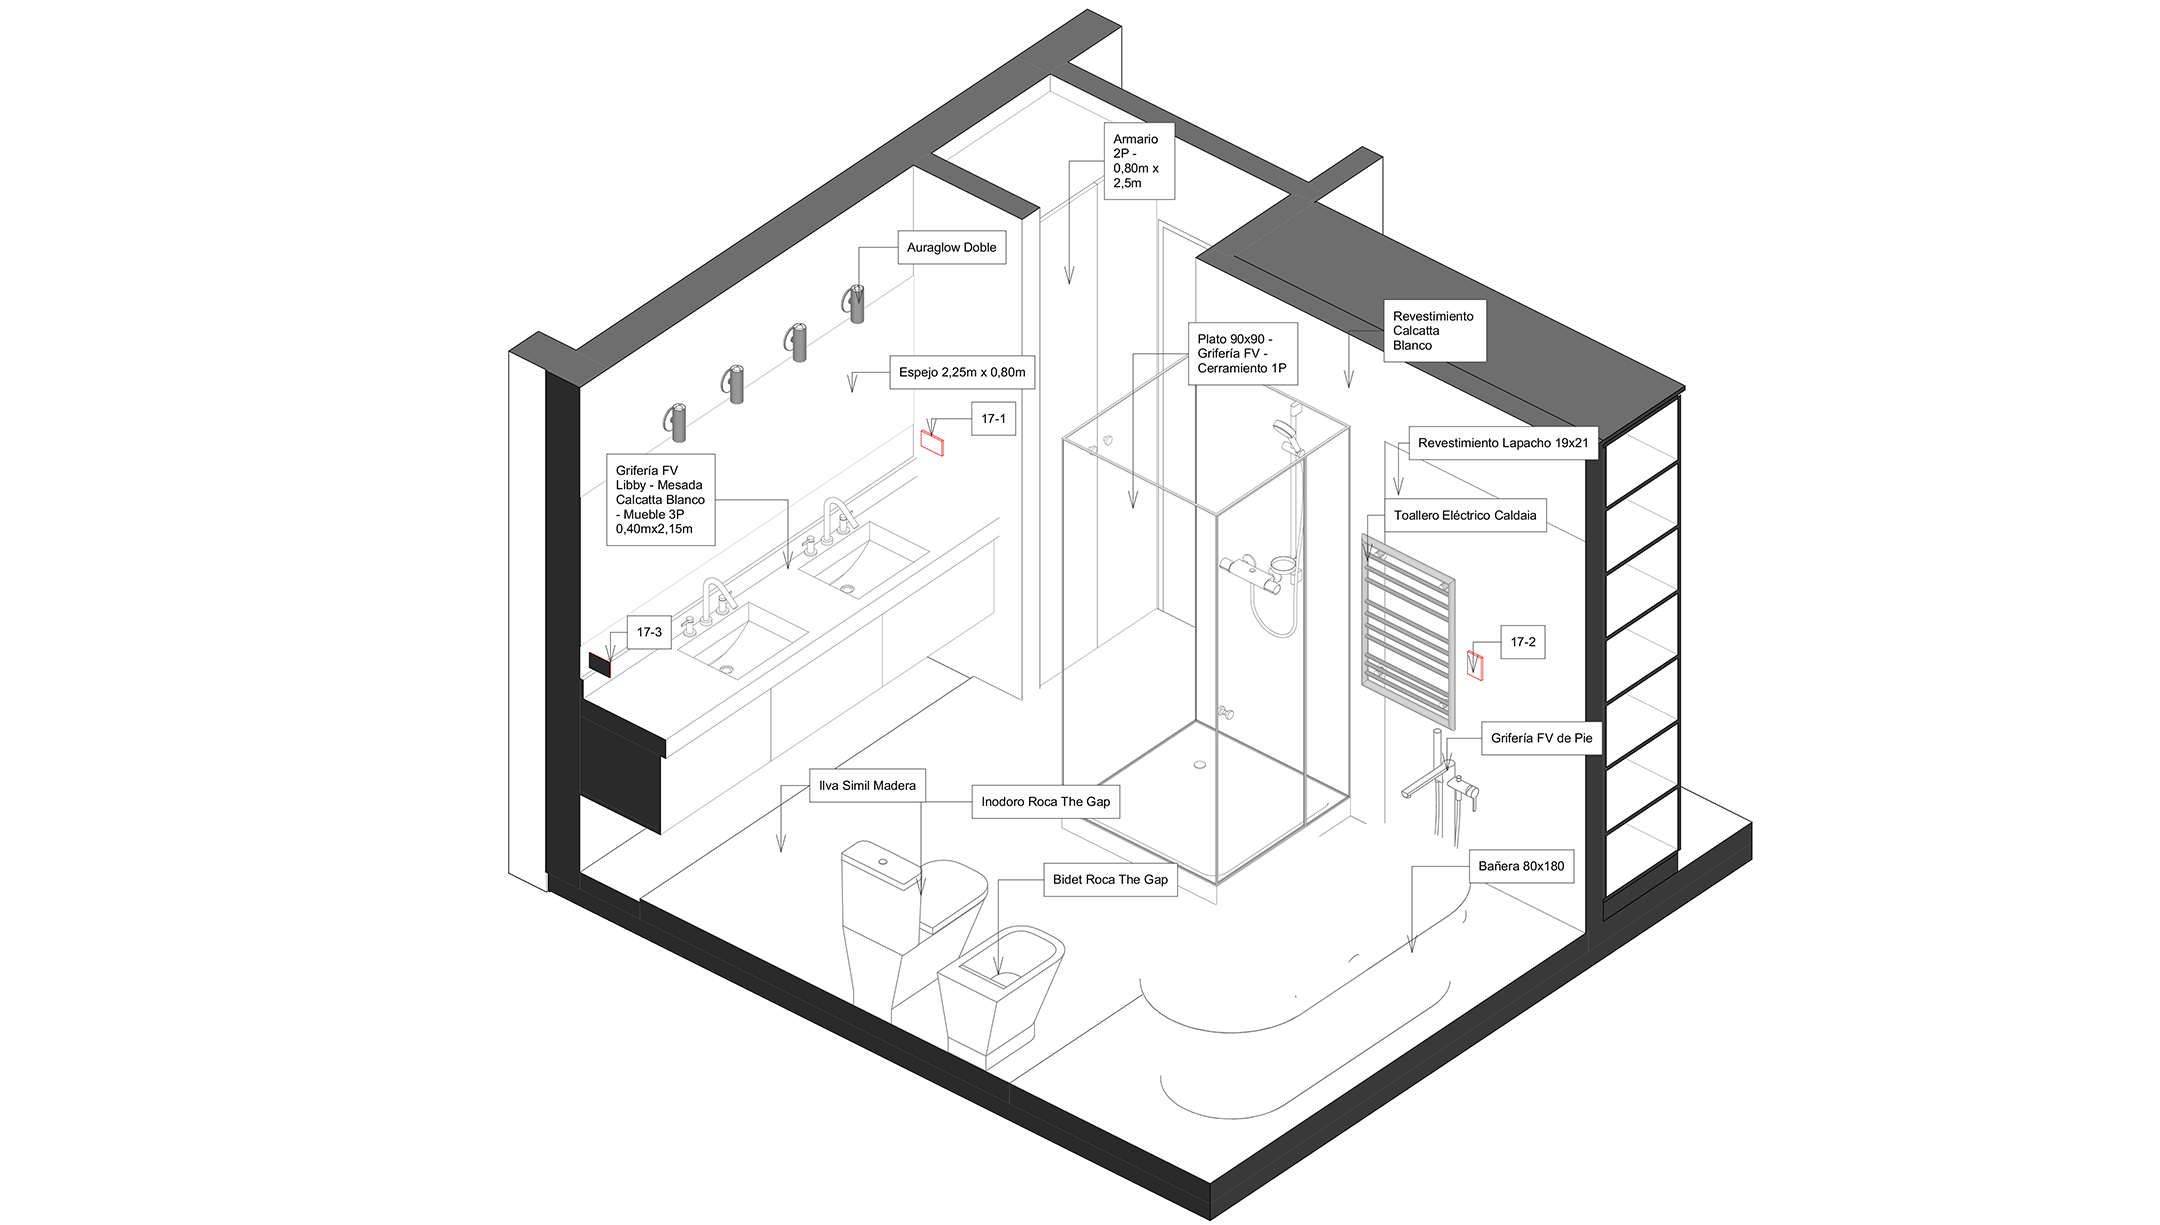 Armario
2P -
0,80m x
2,5m
Auraglow Doble
Revestimiento
Calcatta
Blanco
Plato 90x90 -
Grifería FV -
Cerramiento 1P
Espejo 2,25m x 0,80m
17-1
Revestimiento Lapacho 19x21
Grifería FV
Libby - Mesada
Calcatta Blanco
- Mueble 3P
0,40mx2,15m
Toallero Eléctrico Caldaia
17-3
17-2
Grifería FV de Pie
Ilva Simil Madera
Inodoro Roca The Gap
Bidet Roca The Gap
Bañera 80x180